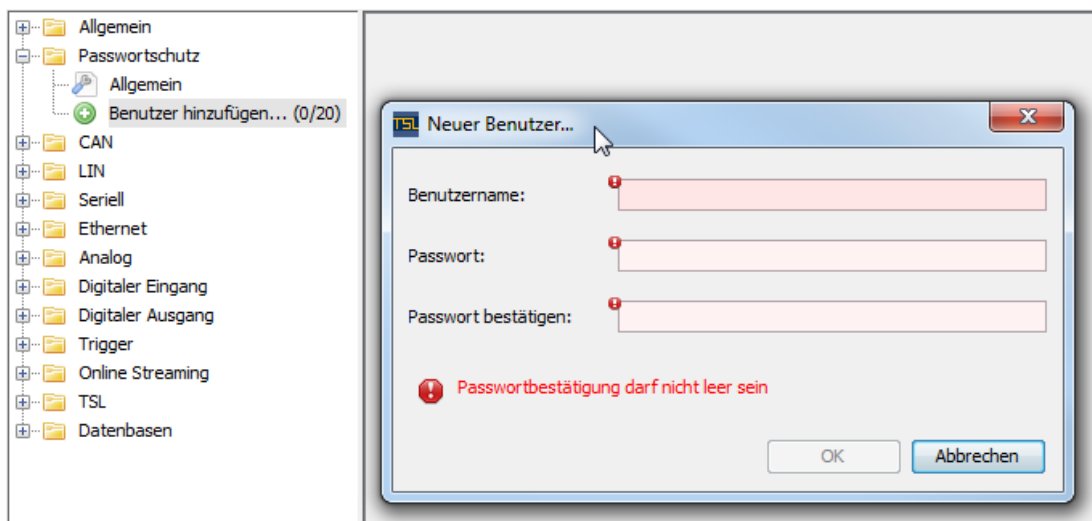 Allgemein
Passwortschutz
Allgemein
Benutzer hinzufügen... (0/20)
CAN
LIN
Seriell
Ethernet
Analog
Digitaler Eingang
Digitaler Ausgang
Trigger
Online Streaming
TSL
Datenbasen
TSL Neuer Benutzer...
Benutzername:
Passwort:
Passwort bestätigen:
Passwortbestätigung darf nicht leer sein
OK Abbrechen